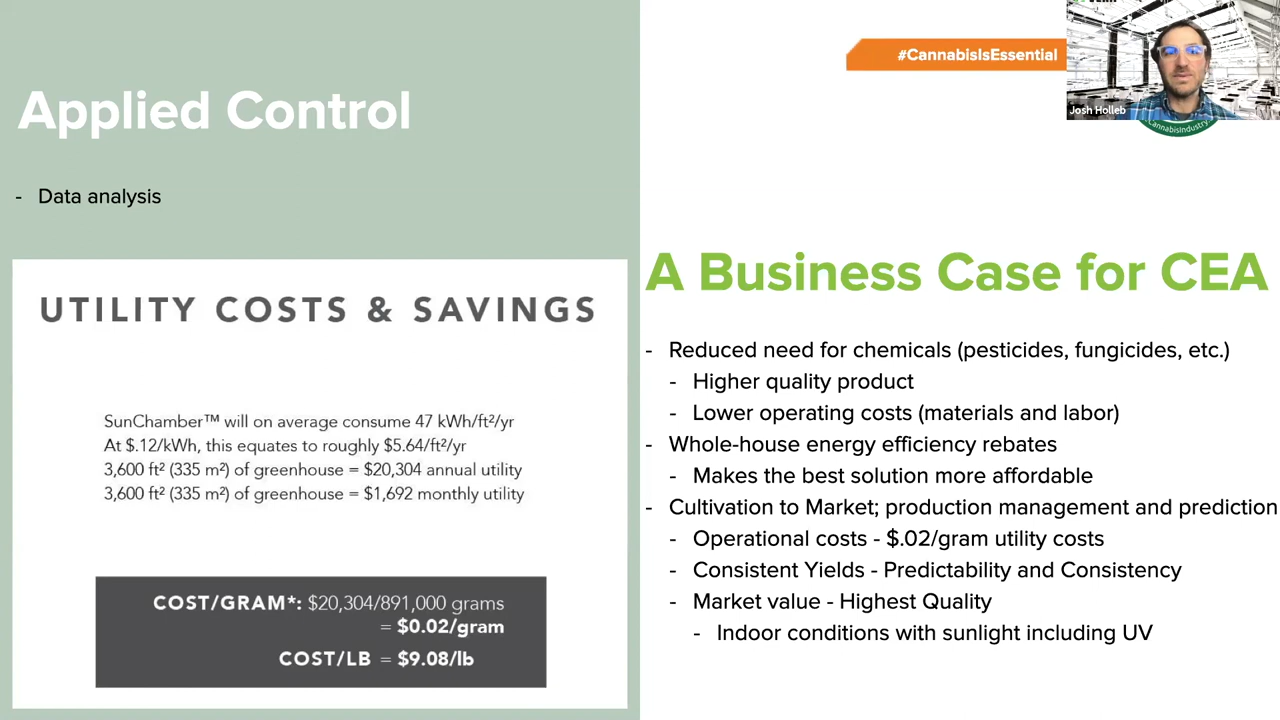 Applied Control
- Data analysis
UTILITY COSTS & SAVINGS
SunChamber™ will on average consume 47 kWh/ft²/yr
At $.12/kWh, this equates to roughly $5.64/ft²/yr
3,600 ft² (335 m²) of greenhouse = $20,304 annual utility
3,600 ft² (335 m²) of greenhouse = $1,692 monthly utility
COST/GRAM*: $20,304/891,000 grams
= $0.02/gram
COST/LB = $9.08/lb
#CannabisIsEssential
Josh Holleb
CannabisIndustry
A Business Case for CEA
- Reduced need for chemicals (pesticides, fungicides, etc.)
- Higher quality product
- Lower operating costs (materials and labor)
- Whole-house energy efficiency rebates
- Makes the best solution more affordable
- Cultivation to Market; production management and prediction
- Operational costs - $.02/gram utility costs
- Consistent Yields - Predictability and Consistency
- Market value - Highest Quality
- Indoor conditions with sunlight including UV